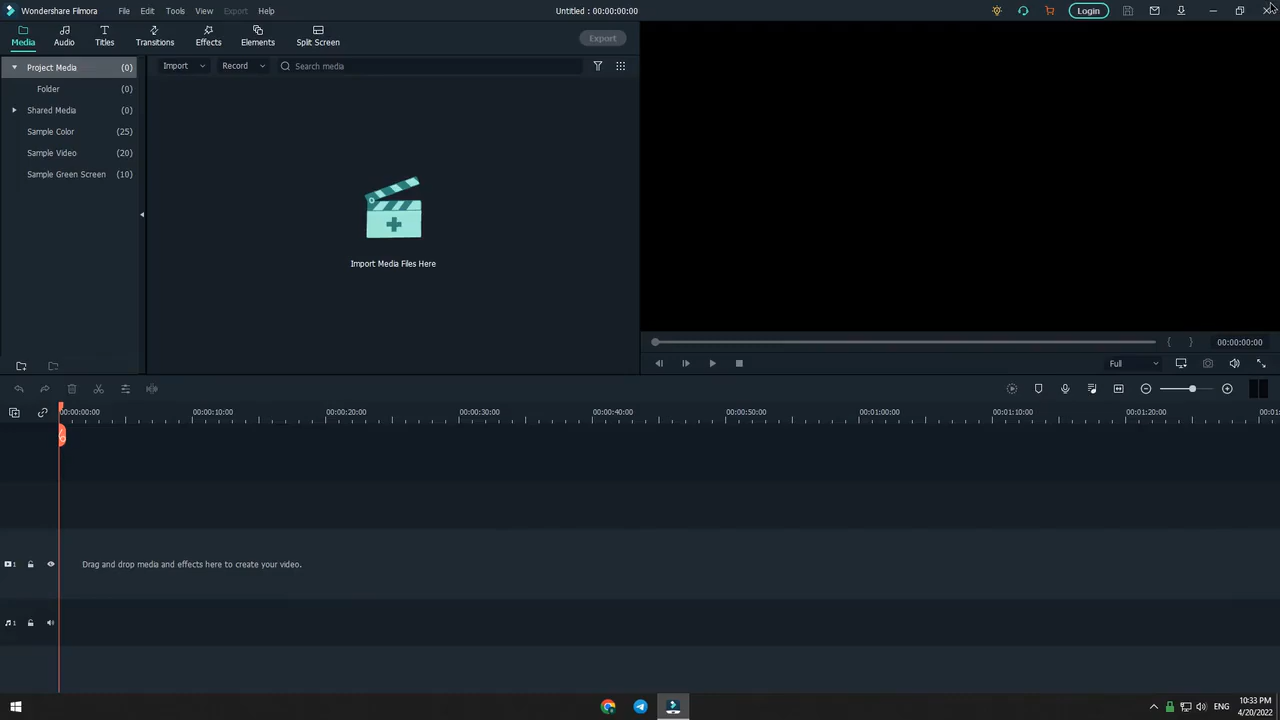 Wondershare Filmora File Edit Tools View Export Help Untitled : 00:00:00:00 Login
Media Audio Titles Transitions Effects Elements Split Screen Export
Project Media (0)
Folder (0)
Shared Media (0)
Sample Color (25)
Sample Video (20)
Sample Green Screen (10)
Import Record Search media
Import Media Files Here
{ } 00:00:00:00
Full
00:00:00:00 00:00:10:00 00:00:20:00 00:00:30:00 00:00:40:00 00:00:50:00 00:01:00:00 00:01:10:00 00:01:20:00
1 Drag and drop media and effects here to create your video.
1
ENG
10:33 PM
4/20/2022